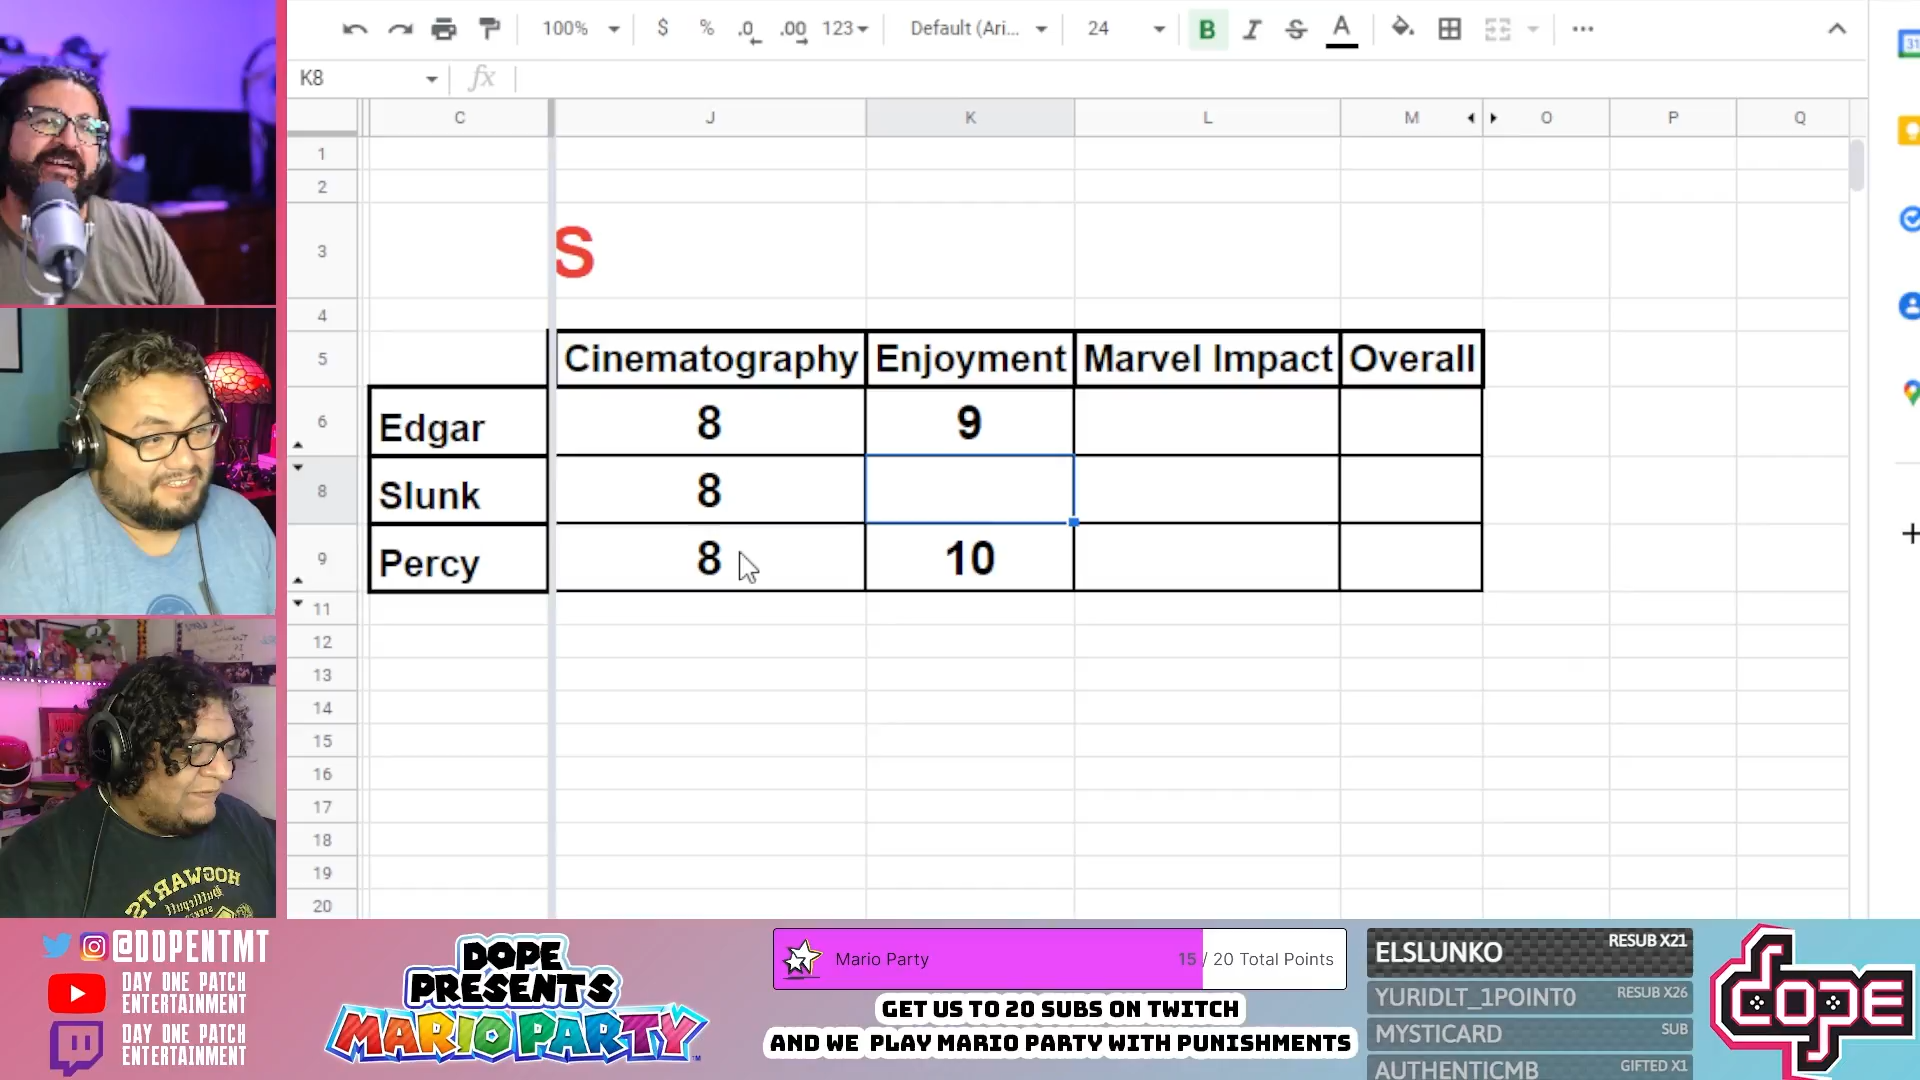 100% $ % .0 .00 123 Default (Ari... 24 B I S A
K8 fx
C J K L M O P Q
1
2
3 S
4
5 Cinematography Enjoyment Marvel Impact Overall
6 Edgar 8 9
8 Slunk 8
9 Percy 8 10
11
12
13
14
15
16
17
18
19
20
31
HOGWARTS
Hufflepuff
@DOPENTMT
DAY ONE PATCH
ENTERTAINMENT
DAY ONE PATCH
ENTERTAINMENT
DOPE
PRESENTS
MARIO PARTY
Mario Party 15 / 20 Total Points
GET US TO 20 SUBS ON TWITCH
AND WE PLAY MARIO PARTY WITH PUNISHMENTS
ELSLUNKO RESUB X21
YURIDLT_1POINT0 RESUB X26
MYSTICARD SUB
AUTHENTICMB GIFTED X1
dope